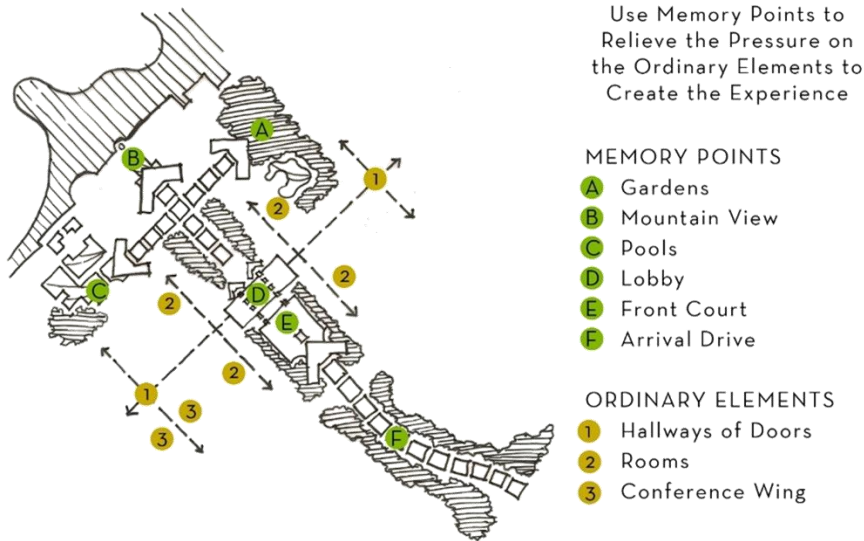 Use Memory Points to
Relieve the Pressure on
the Ordinary Elements to
Create the Experience
MEMORY POINTS
A Gardens
B Mountain View
C Pools
D Lobby
E Front Court
F Arrival Drive
ORDINARY ELEMENTS
1 Hallways of Doors
2 Rooms
3 Conference Wing
A
B
1
2
2
C
D
2
E
2
1
3
3
F